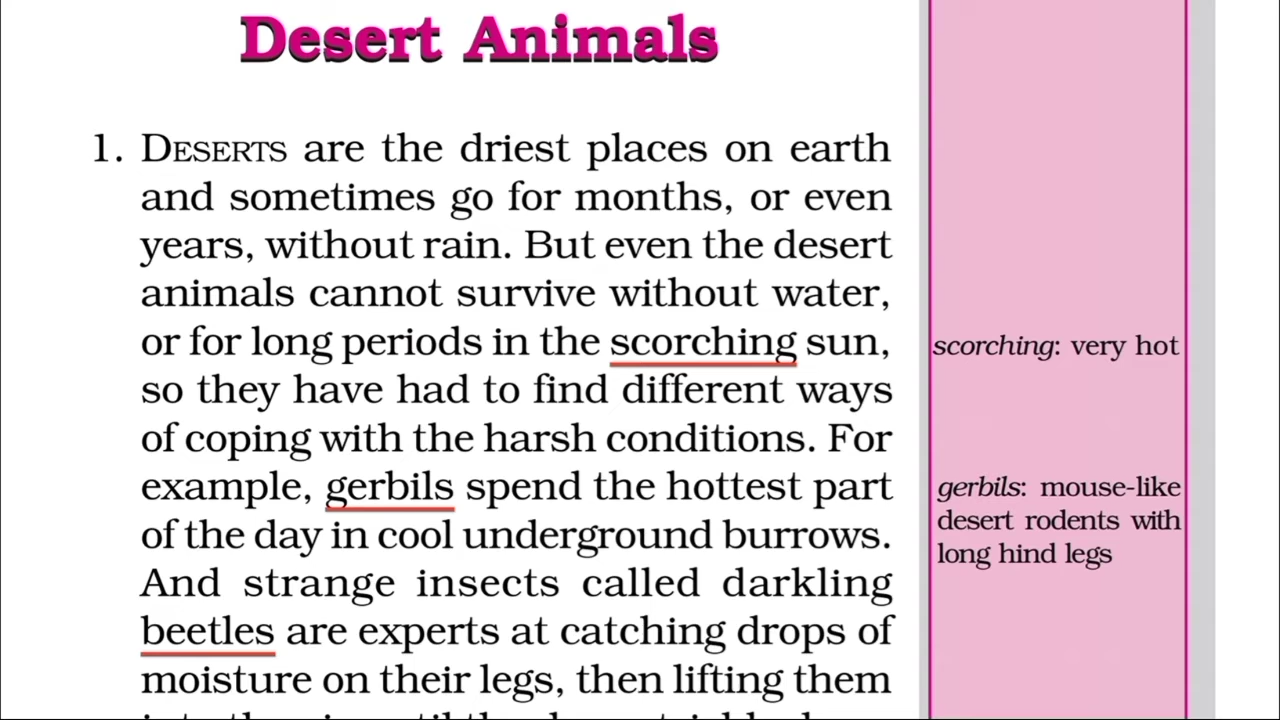 Desert Animals
1. DESERTS are the driest places on earth
and sometimes go for months, or even
years, without rain. But even the desert
animals cannot survive without water,
or for long periods in the scorching sun,
so they have had to find different ways
of coping with the harsh conditions. For
example, gerbils spend the hottest part
of the day in cool underground burrows.
And strange insects called darkling
beetles are experts at catching drops of
moisture on their legs, then lifting them
scorching: very hot
gerbils: mouse-like
desert rodents with
long hind legs